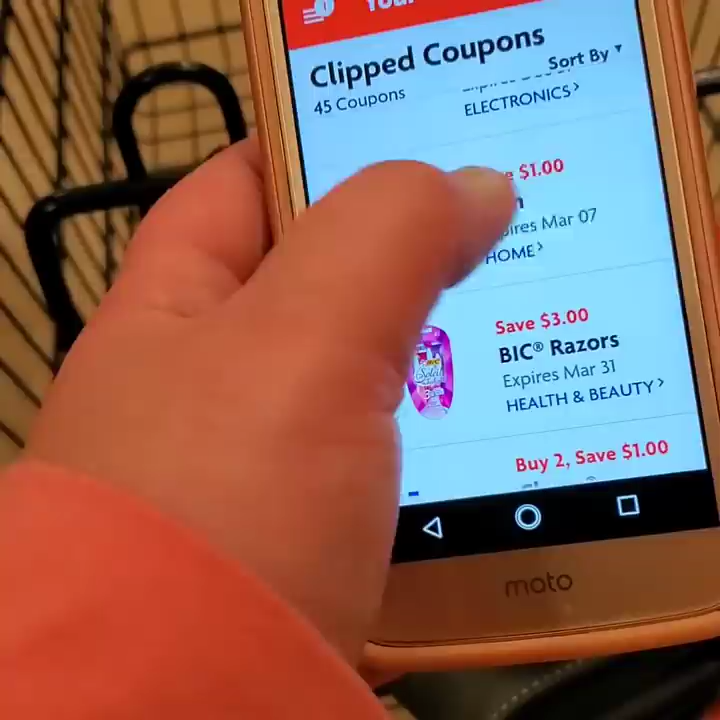 Your
Clipped Coupons
45 Coupons
Sort By
ELECTRONICS
$1.00
Mar 07
HOME
Save $3.00
BIC® Razors
Expires Mar 31
HEALTH & BEAUTY
Buy 2, Save $1.00
moto